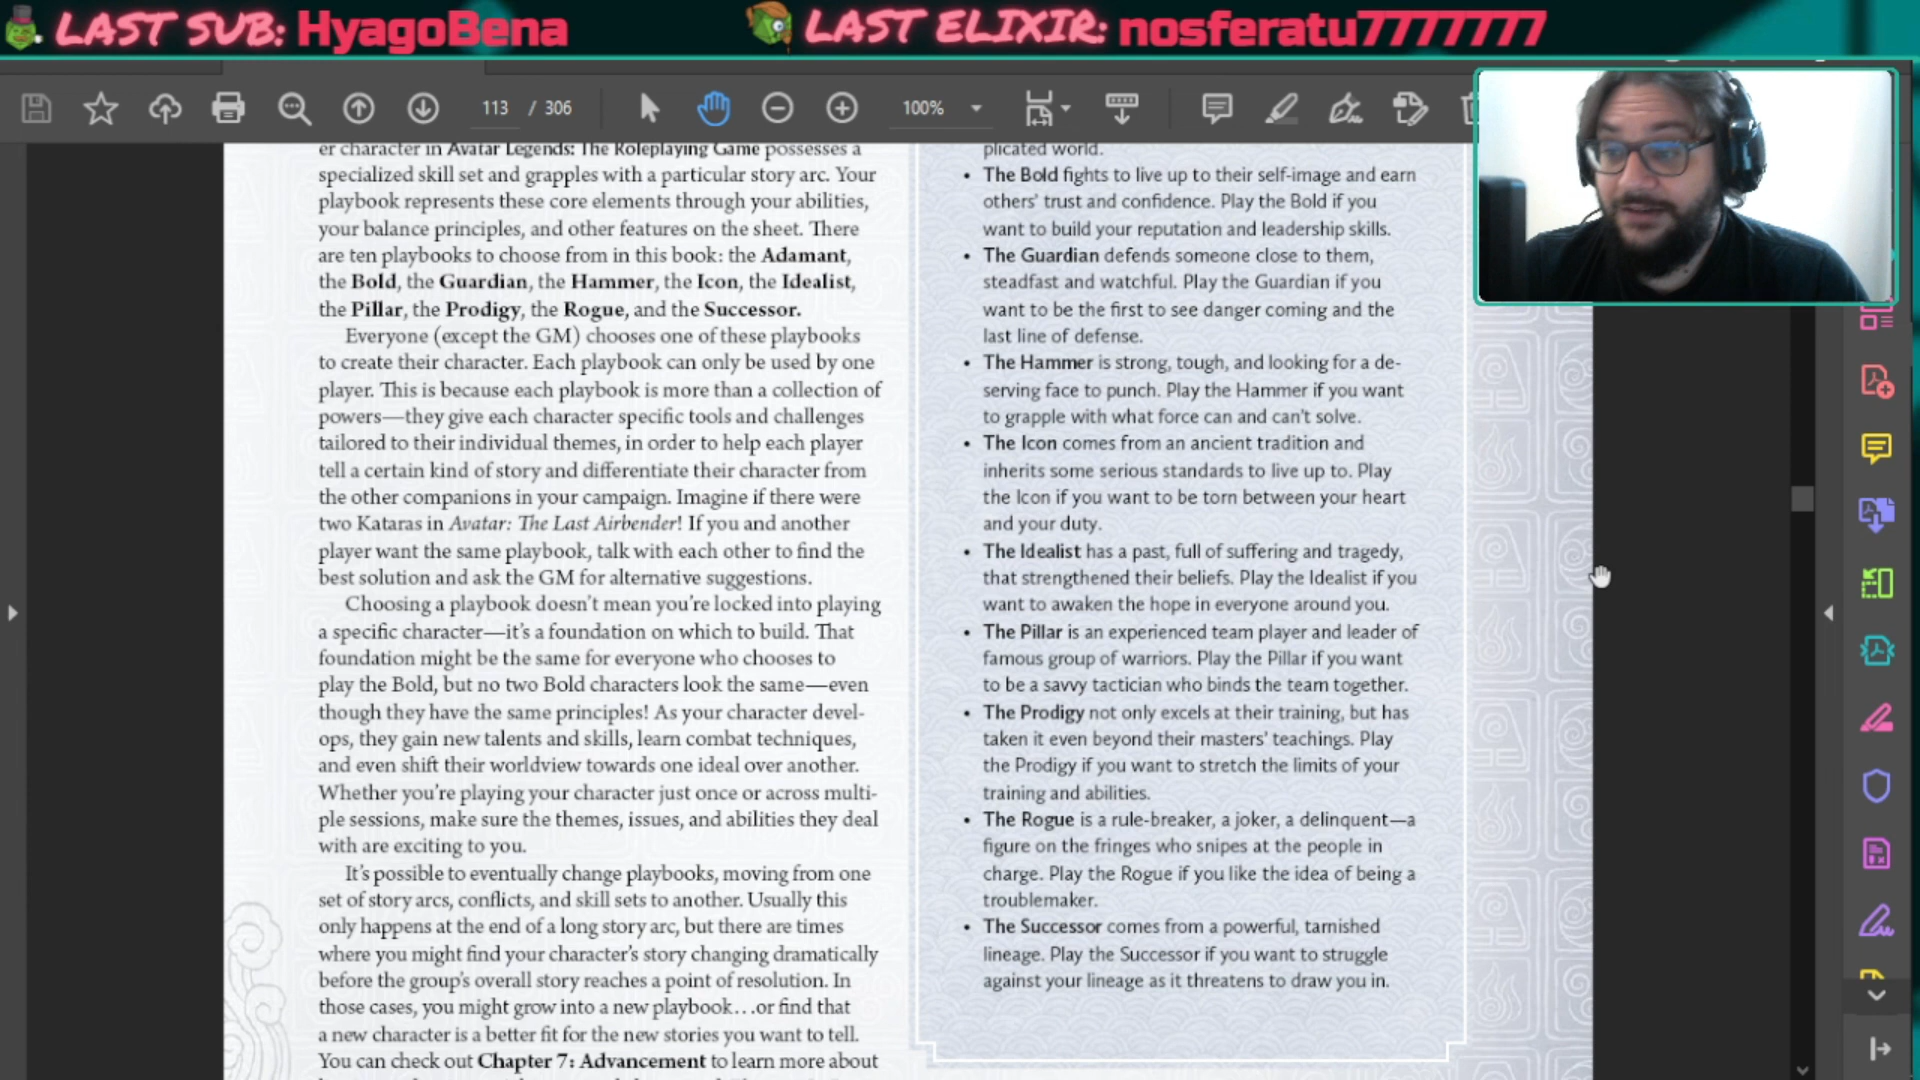 LAST SUB: HyagoBena
LAST ELIXIR: nosferatu7777777
113 / 306
100%
er character in Avatar Legends: The Roleplaying Game possesses a
specialized skill set and grapples with a particular story arc. Your
playbook represents these core elements through your abilities,
your balance principles, and other features on the sheet. There
are ten playbooks to choose from in this book: the Adamant,
the Bold, the Guardian, the Hammer, the Icon, the Idealist,
the Pillar, the Prodigy, the Rogue, and the Successor.
Everyone (except the GM) chooses one of these playbooks
to create their character. Each playbook can only be used by one
player. This is because each playbook is more than a collection of
powers—they give each character specific tools and challenges
tailored to their individual themes, in order to help each player
tell a certain kind of story and differentiate their character from
the other companions in your campaign. Imagine if there were
two Kataras in Avatar: The Last Airbender! If you and another
player want the same playbook, talk with each other to find the
best solution and ask the GM for alternative suggestions.
Choosing a playbook doesn't mean you're locked into playing
a specific character—it's a foundation on which to build. That
foundation might be the same for everyone who chooses to
play the Bold, but no two Bold characters look the same—even
though they have the same principles! As your character devel-
ops, they gain new talents and skills, learn combat techniques,
and even shift their worldview towards one ideal over another.
Whether you're playing your character just once or across multi-
ple sessions, make sure the themes, issues, and abilities they deal
with are exciting to you.
It's possible to eventually change playbooks, moving from one
set of story arcs, conflicts, and skill sets to another. Usually this
only happens at the end of a long story arc, but there are times
where you might find your character's story changing dramatically
before the group's overall story reaches a point of resolution. In
those cases, you might grow into a new playbook…or find that
a new character is a better fit for the new stories you want to tell.
You can check out Chapter 7: Advancement to learn more about
plicated world.
• The Bold fights to live up to their self-image and earn
others' trust and confidence. Play the Bold if you
want to build your reputation and leadership skills.
• The Guardian defends someone close to them,
steadfast and watchful. Play the Guardian if you
want to be the first to see danger coming and the
last line of defense.
• The Hammer is strong, tough, and looking for a de-
serving face to punch. Play the Hammer if you want
to grapple with what force can and can't solve.
• The Icon comes from an ancient tradition and
inherits some serious standards to live up to. Play
the Icon if you want to be torn between your heart
and your duty.
• The Idealist has a past, full of suffering and tragedy,
that strengthened their beliefs. Play the Idealist if you
want to awaken the hope in everyone around you.
• The Pillar is an experienced team player and leader of
famous group of warriors. Play the Pillar if you want
to be a savvy tactician who binds the team together.
• The Prodigy not only excels at their training, but has
taken it even beyond their masters' teachings. Play
the Prodigy if you want to stretch the limits of your
training and abilities.
• The Rogue is a rule-breaker, a joker, a delinquent—a
figure on the fringes who snipes at the people in
charge. Play the Rogue if you like the idea of being a
troublemaker.
• The Successor comes from a powerful, tarnished
lineage. Play the Successor if you want to struggle
against your lineage as it threatens to draw you in.